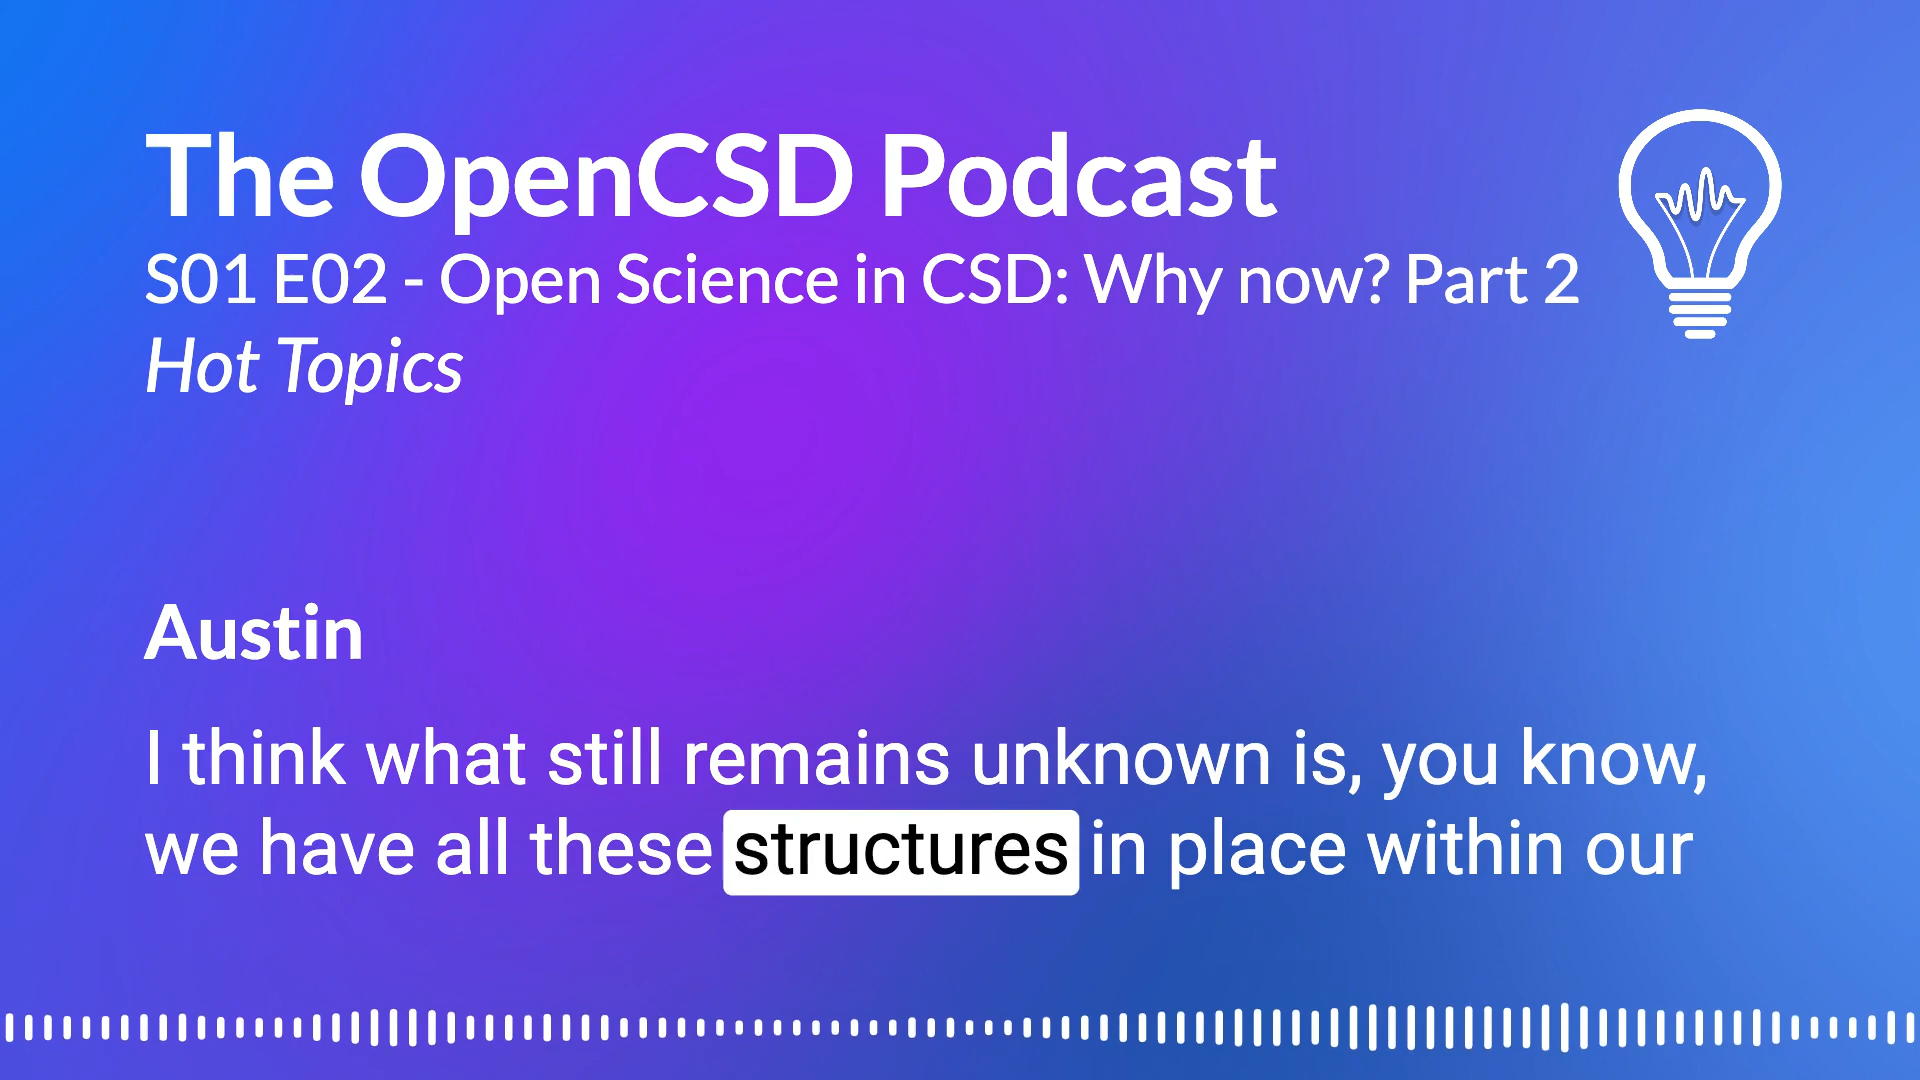 The OpenCSD Podcast
S01 E02 - Open Science in CSD: Why now? Part 2
Hot Topics
Austin
I think what still remains unknown is, you know,
we have all these structures in place within our